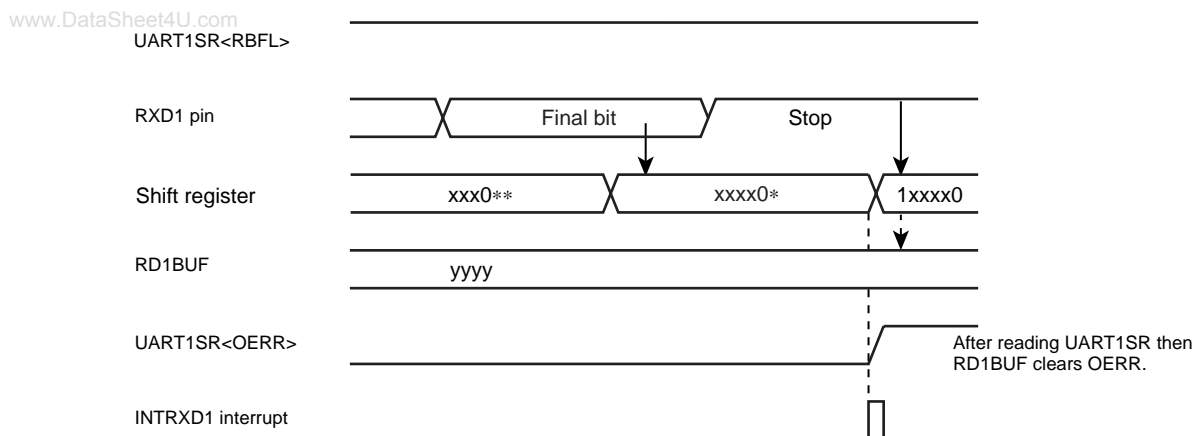 www.DataSheet4U.com
UART1SR<RBFL>
RXD1 pin
Final bit
Stop
Shift register
xxx0**
xxxx0*
1xxxx0
RD1BUF
yyyy
UART1SR<OERR>
After reading UART1SR then
RD1BUF clears OERR.
INTRXD1 interrupt